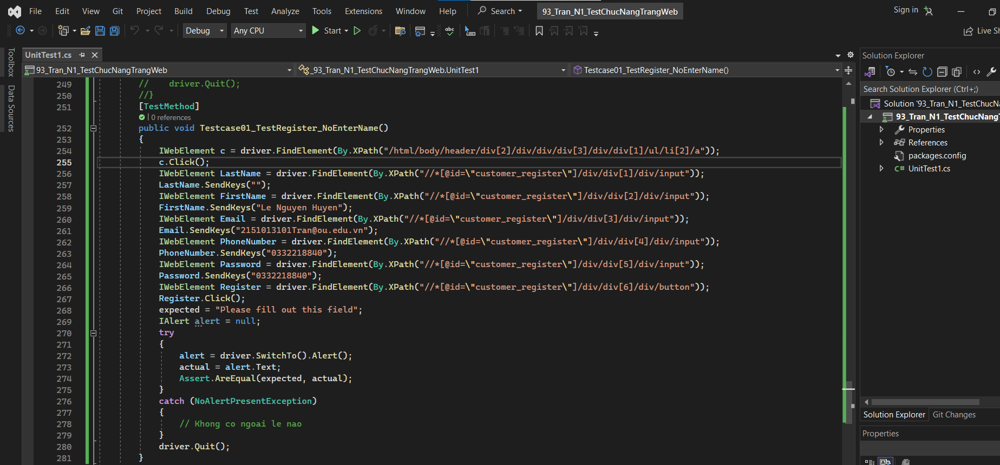 File Edit View Git Project Build Debug Test Analyze Tools Extensions Window Help Search 93_Tran_N1_TestChucNangTrangWeb Sign in
Debug Any CPU Start Live Sh
Toolbox
Data Sources
UnitTest1.cs
93_Tran_N1_TestChucNangTrangWeb _93_Tran_N1_TestChucNangTrangWeb.UnitTest1 Testcase01_TestRegister_NoEnterName()
249 // driver.Quit();
250 //}
251 [TestMethod]
0 references
252 public void Testcase01_TestRegister_NoEnterName()
253 {
254 IWebElement c = driver.FindElement(By.XPath("/html/body/header/div[2]/div/div/div[3]/div/div[1]/ul/li[2]/a"));
255 c.Click();
256 IWebElement LastName = driver.FindElement(By.XPath("//*[@id=\"customer_register\"]/div/div[1]/div/input"));
257 LastName.SendKeys("");
258 IWebElement FirstName = driver.FindElement(By.XPath("//*[@id=\"customer_register\"]/div/div[2]/div/input"));
259 FirstName.SendKeys("Le Nguyen Huyen");
260 IWebElement Email = driver.FindElement(By.XPath("//*[@id=\"customer_register\"]/div/div[3]/div/input"));
261 Email.SendKeys("2151013101Tran@ou.edu.vn");
262 IWebElement PhoneNumber = driver.FindElement(By.XPath("//*[@id=\"customer_register\"]/div/div[4]/div/input"));
263 PhoneNumber.SendKeys("0332218840");
264 IWebElement Password = driver.FindElement(By.XPath("//*[@id=\"customer_register\"]/div/div[5]/div/input"));
265 Password.SendKeys("0332218840");
266 IWebElement Register = driver.FindElement(By.XPath("//*[@id=\"customer_register\"]/div/div[6]/div/button"));
267 Register.Click();
268 expected = "Please fill out this field";
269 IAlert alert = null;
270 try
271 {
272 alert = driver.SwitchTo().Alert();
273 actual = alert.Text;
274 Assert.AreEqual(expected, actual);
275 }
276 catch (NoAlertPresentException)
277 {
278 // Khong co ngoai le nao
279 }
280 driver.Quit();
281 }
Solution Explorer
Search Solution Explorer (Ctrl+;)
Solution '93_Tran_N1_TestChucNa
93_Tran_N1_TestChucNang
Properties
References
packages.config
C# UnitTest1.cs
Solution Explorer Git Changes
Properties